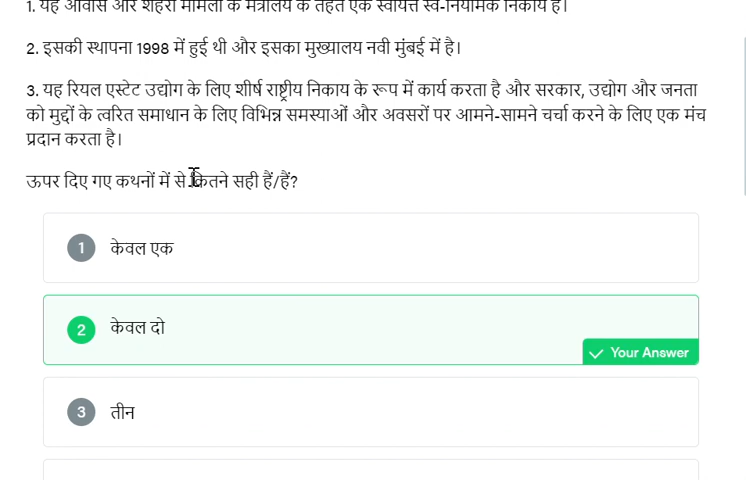 1. यह आवास और शहरी मामलों के मंत्रालय के तहत एक स्वायत्त स्व-नियामक निकाय है।
2. इसकी स्थापना 1998 में हुई थी और इसका मुख्यालय नवी मुंबई में है।
3. यह रियल एस्टेट उद्योग के लिए शीर्ष राष्ट्रीय निकाय के रूप में कार्य करता है और सरकार, उद्योग और जनता
को मुद्दों के त्वरित समाधान के लिए विभिन्न समस्याओं और अवसरों पर आमने-सामने चर्चा करने के लिए एक मंच
प्रदान करता है।
ऊपर दिए गए कथनों में से कितने सही हैं/हैं?
1 केवल एक
2 केवल दो
Your Answer
3 तीन